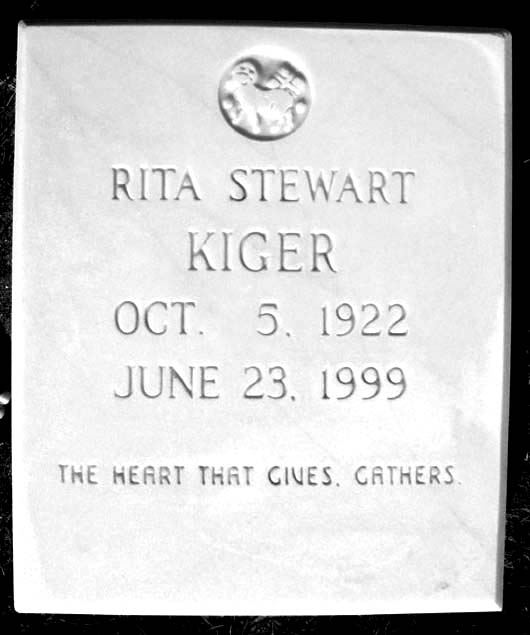 RITA STEWART
KIGER
OCT. 5, 1922
JUNE 23, 1999
THE HEART THAT GIVES, GATHERS.